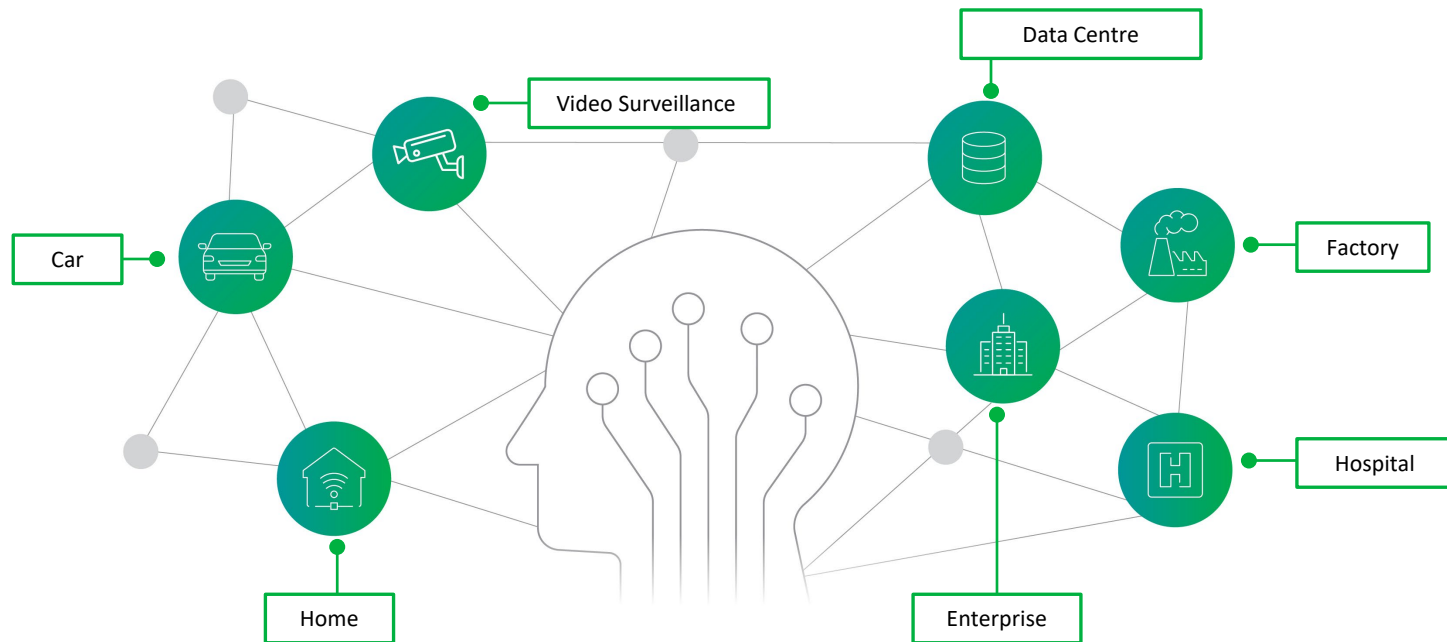 Data Centre
Video Surveillance
Car
Factory
Hospital
Home
Enterprise